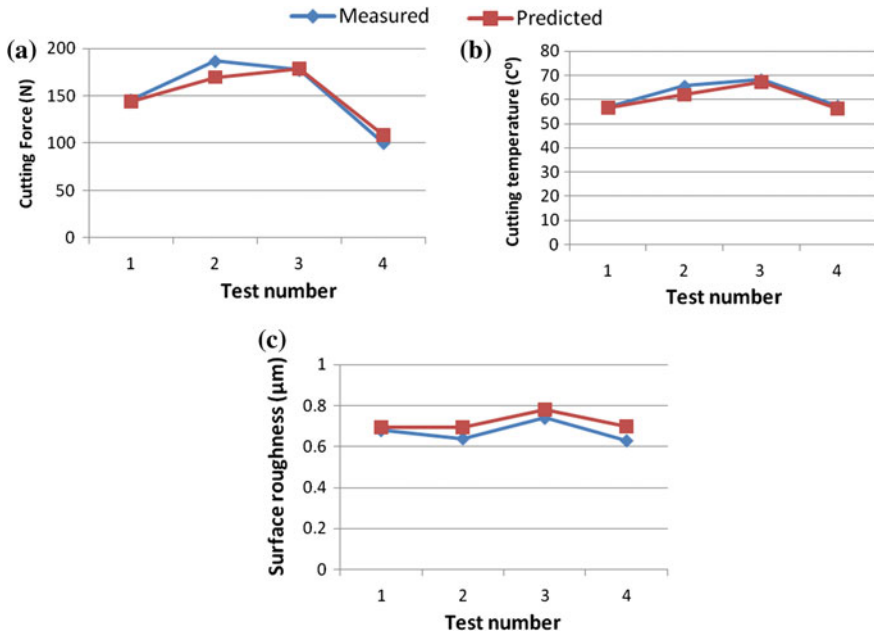 Measured Predicted
(a)
Cutting Force (N)
200
150
100
50
0
1 2 3 4
Test number
(b)
Cutting temperature (C⁰)
80
70
60
50
40
30
20
10
0
1 2 3 4
Test number
(c)
Surface roughness (µm)
1
0.8
0.6
0.4
0.2
0
1 2 3 4
Test number